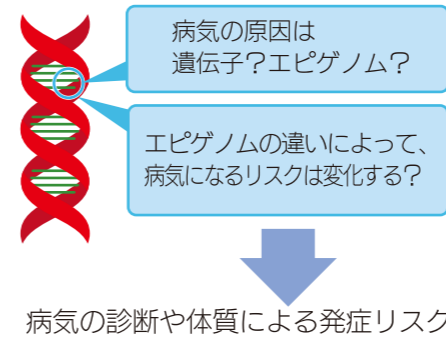 病気の原因は
遺伝子？エピゲノム？
エピゲノムの違いによって、
病気になるリスクは変化する？
病気の診断や体質による発症リスク